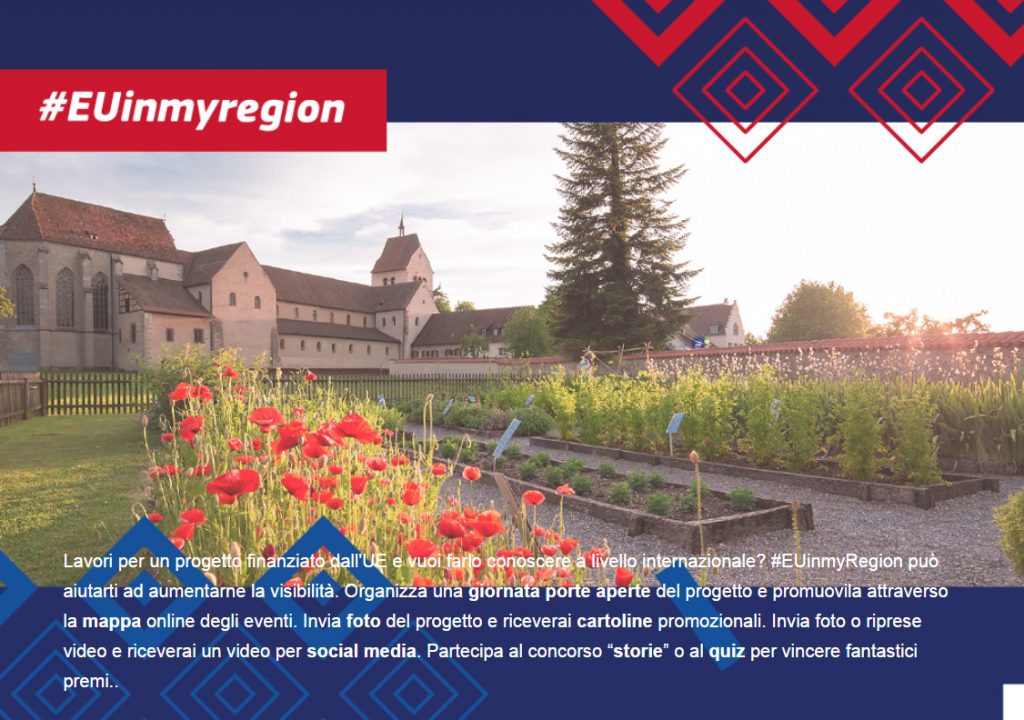 #EUinmyregion
Lavori per un progetto finanziato dall'UE e vuoi farlo conoscere a livello internazionale? #EUinmyRegion può
aiutarti ad aumentarne la visibilità. Organizza una giornata porte aperte del progetto e promuovila attraverso
la mappa online degli eventi. Invia foto del progetto e riceverai cartoline promozionali. Invia foto o riprese
video e riceverai un video per social media. Partecipa al concorso “storie” o al quiz per vincere fantastici
premi..